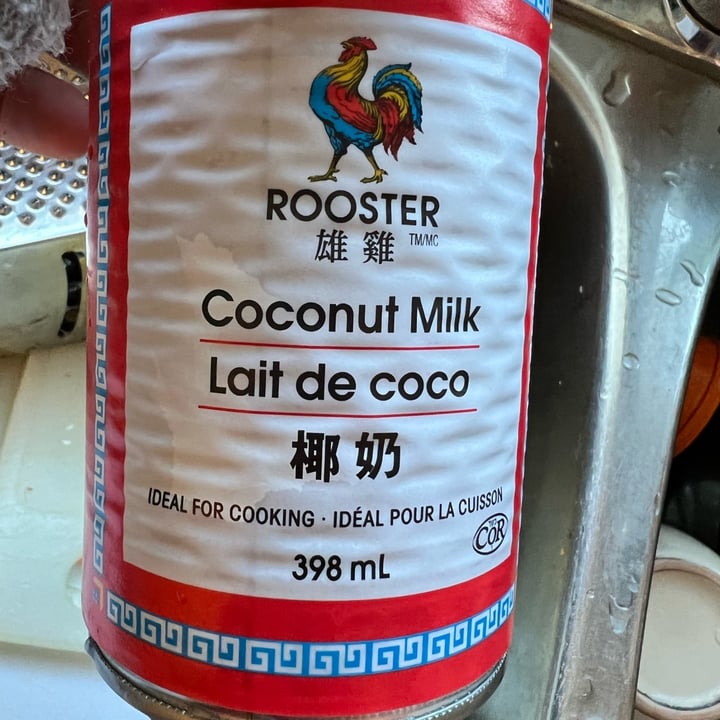 ROOSTER
雄雞 TM/MC
Coconut Milk
Lait de coco
椰奶
IDEAL FOR COOKING · IDÉAL POUR LA CUISSON
COR
398 mL